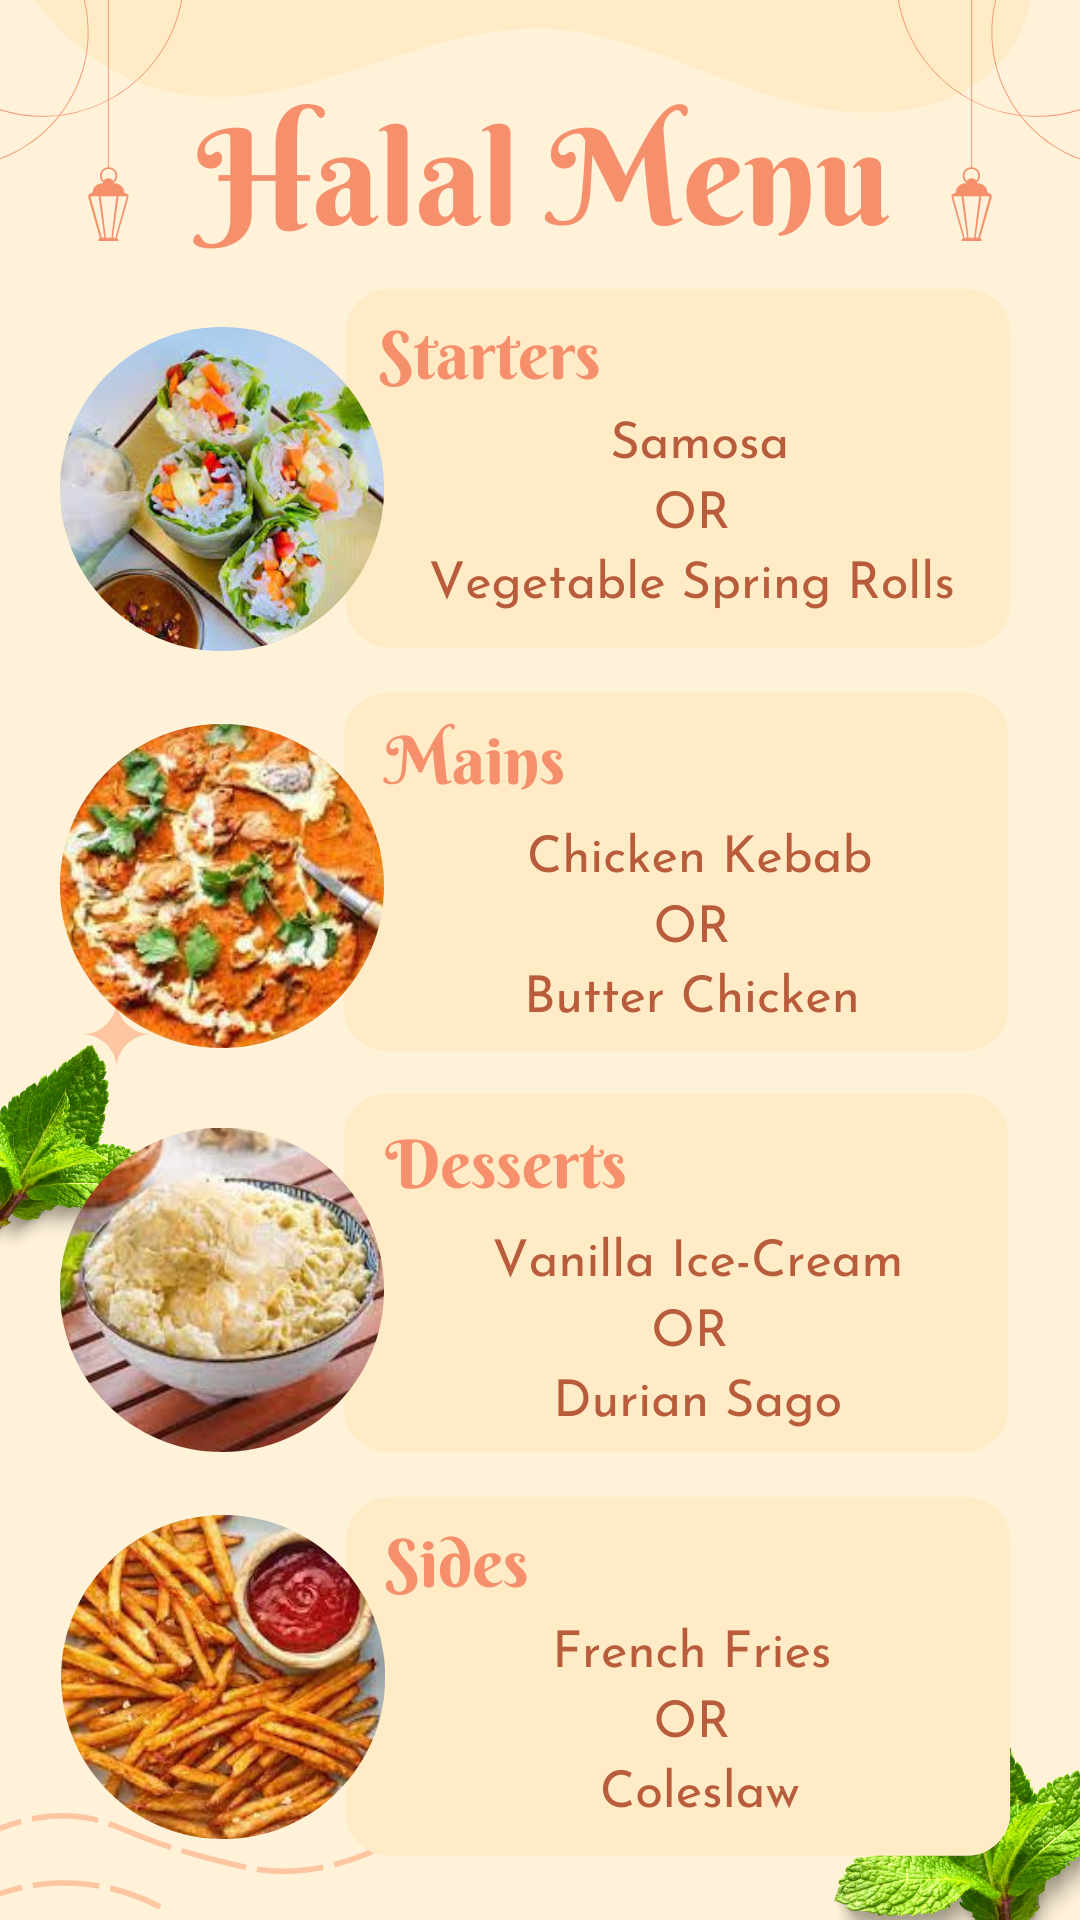 Halal Menu
Starters
Samosa
OR
Vegetable Spring Rolls
Mains
Chicken Kebab
OR
Butter Chicken
Desserts
Vanilla Ice-Cream
OR
Durian Sago
Sides
French Fries
OR
Coleslaw